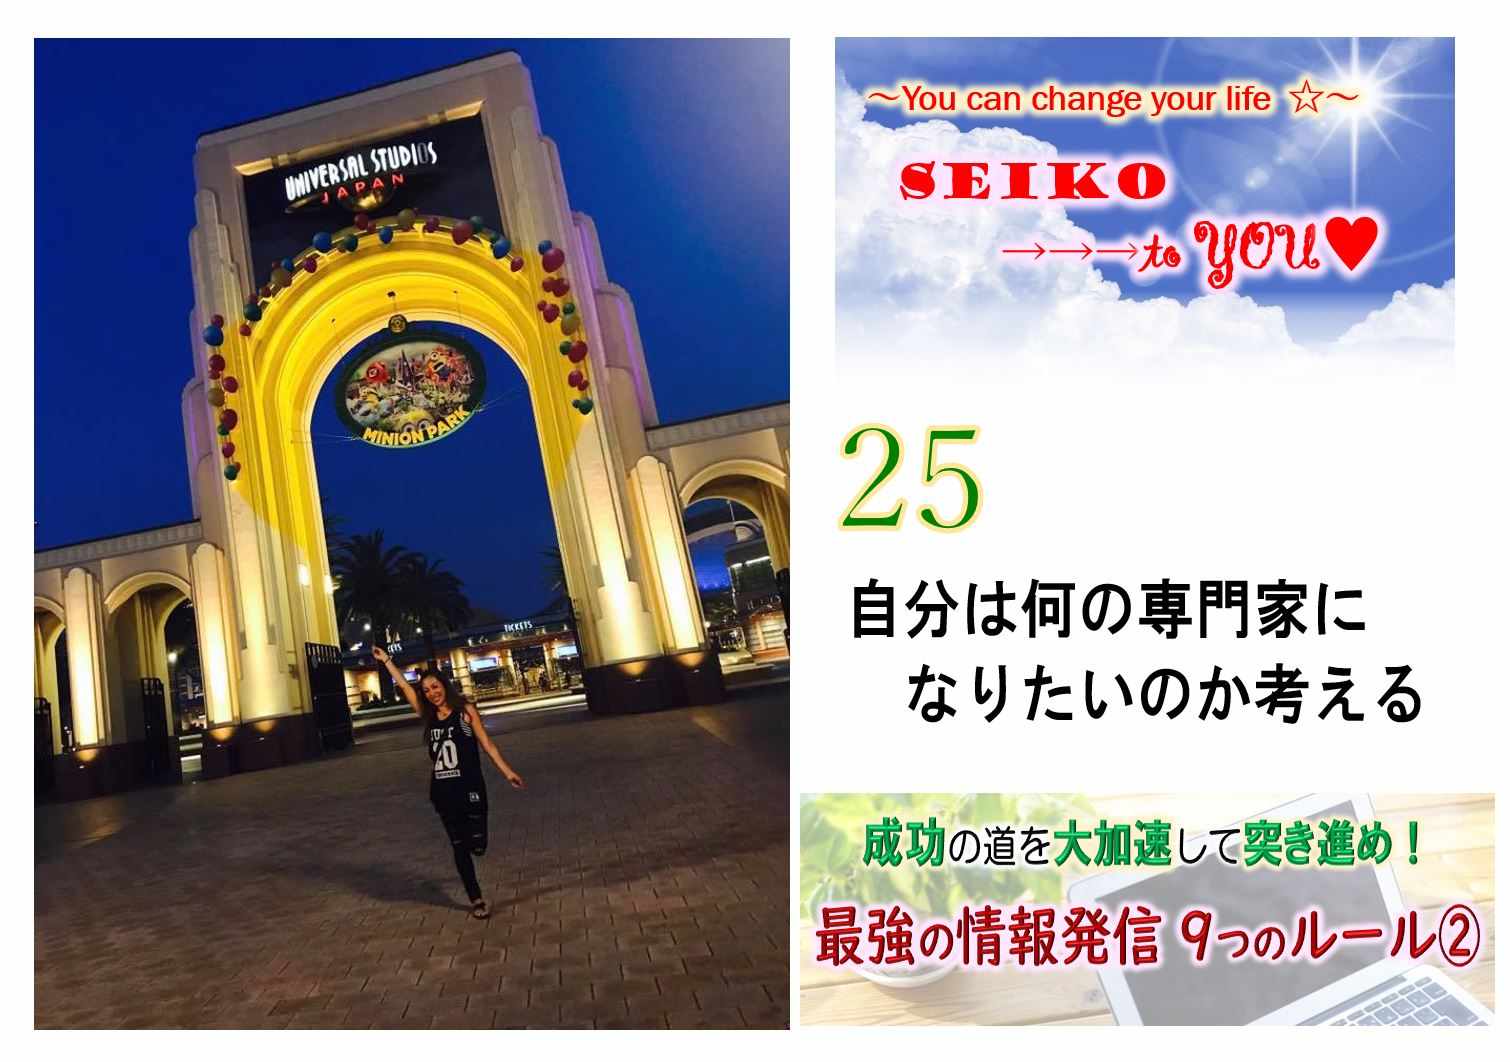 UNIVERSAL STUDIOS
JAPAN
MINION PARK
TICKETS
20
～You can change your life ☆～
SEIKO
→→→to YOU♥
25
自分は何の専門家に
なりたいのか考える
成功の道を大加速して突き進め！
最強の情報発信 9つのルール②